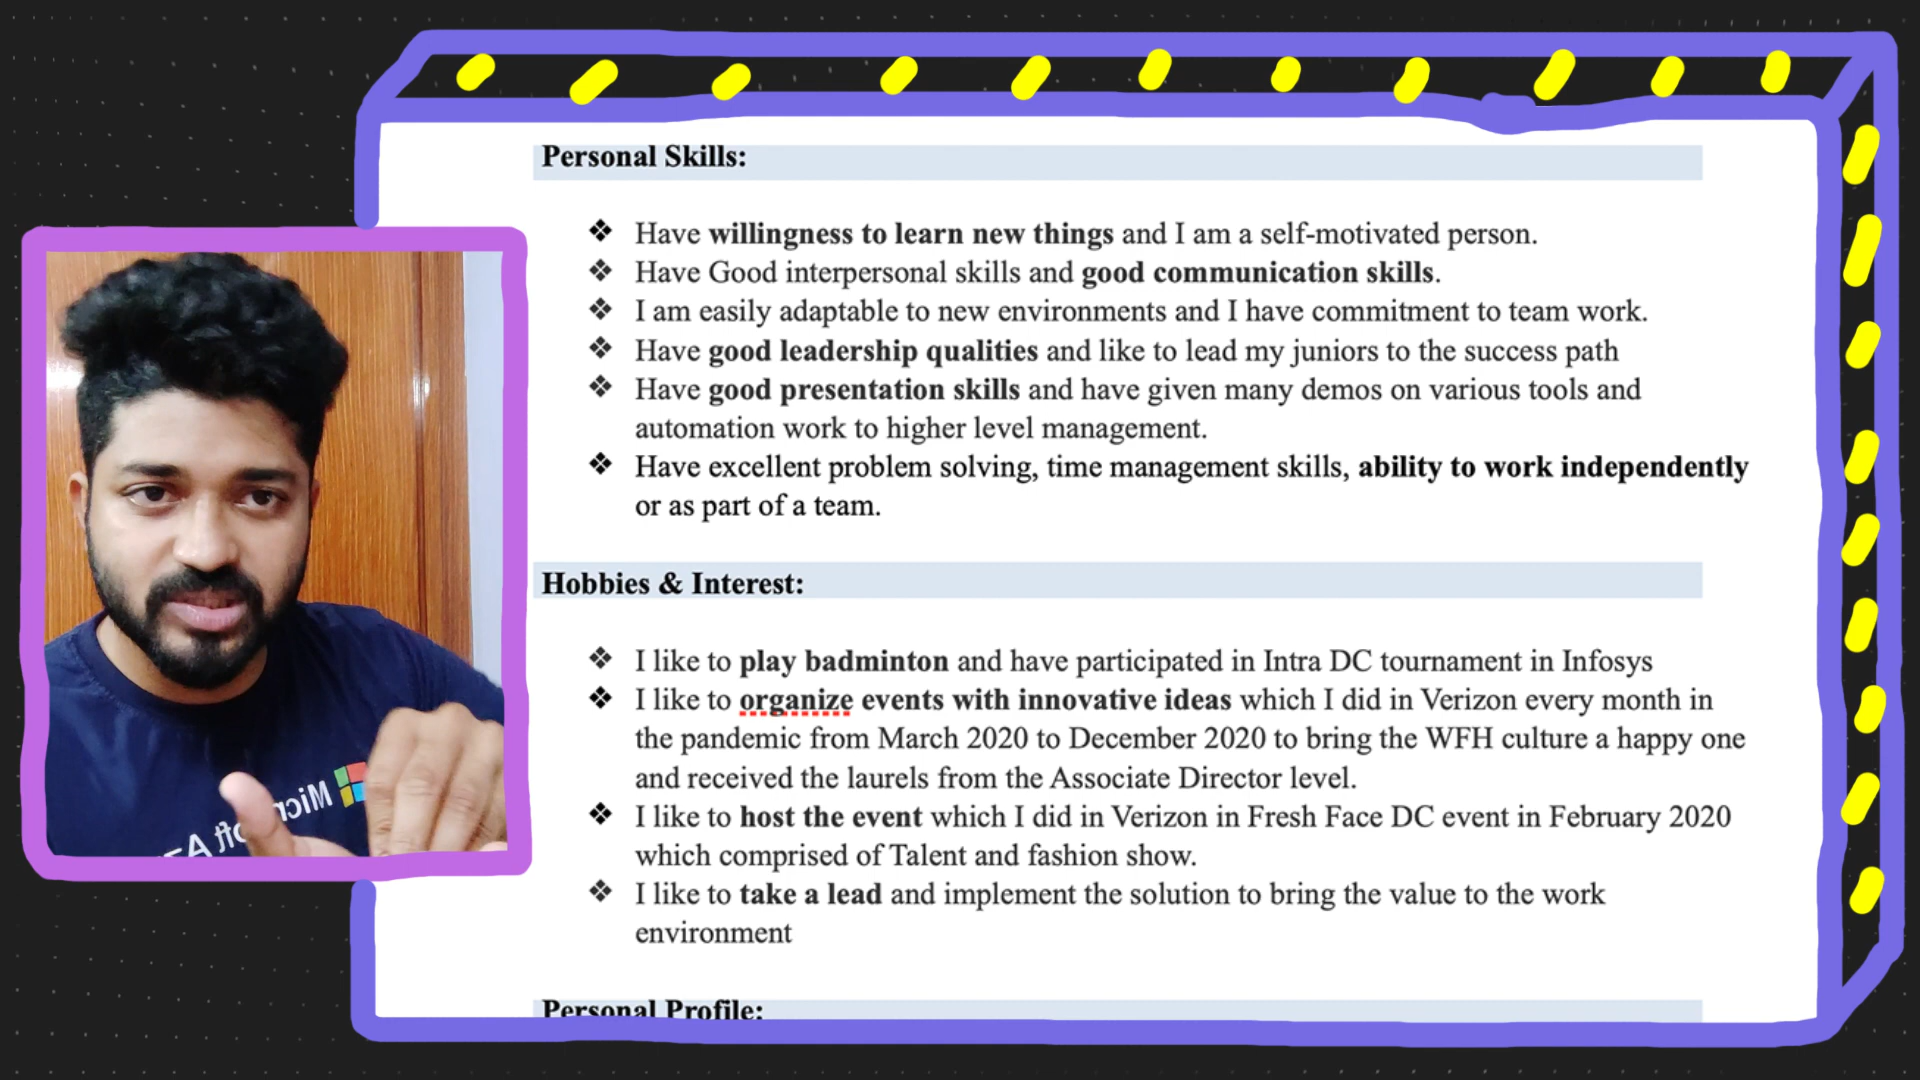 Personal Skills:
❖ Have willingness to learn new things and I am a self-motivated person.
❖ Have Good interpersonal skills and good communication skills.
❖ I am easily adaptable to new environments and I have commitment to team work.
❖ Have good leadership qualities and like to lead my juniors to the success path
❖ Have good presentation skills and have given many demos on various tools and
automation work to higher level management.
❖ Have excellent problem solving, time management skills, ability to work independently
or as part of a team.
Hobbies & Interest:
❖ I like to play badminton and have participated in Intra DC tournament in Infosys
❖ I like to organize events with innovative ideas which I did in Verizon every month in
the pandemic from March 2020 to December 2020 to bring the WFH culture a happy one
and received the laurels from the Associate Director level.
❖ I like to host the event which I did in Verizon in Fresh Face DC event in February 2020
which comprised of Talent and fashion show.
❖ I like to take a lead and implement the solution to bring the value to the work
environment
Personal Profile: